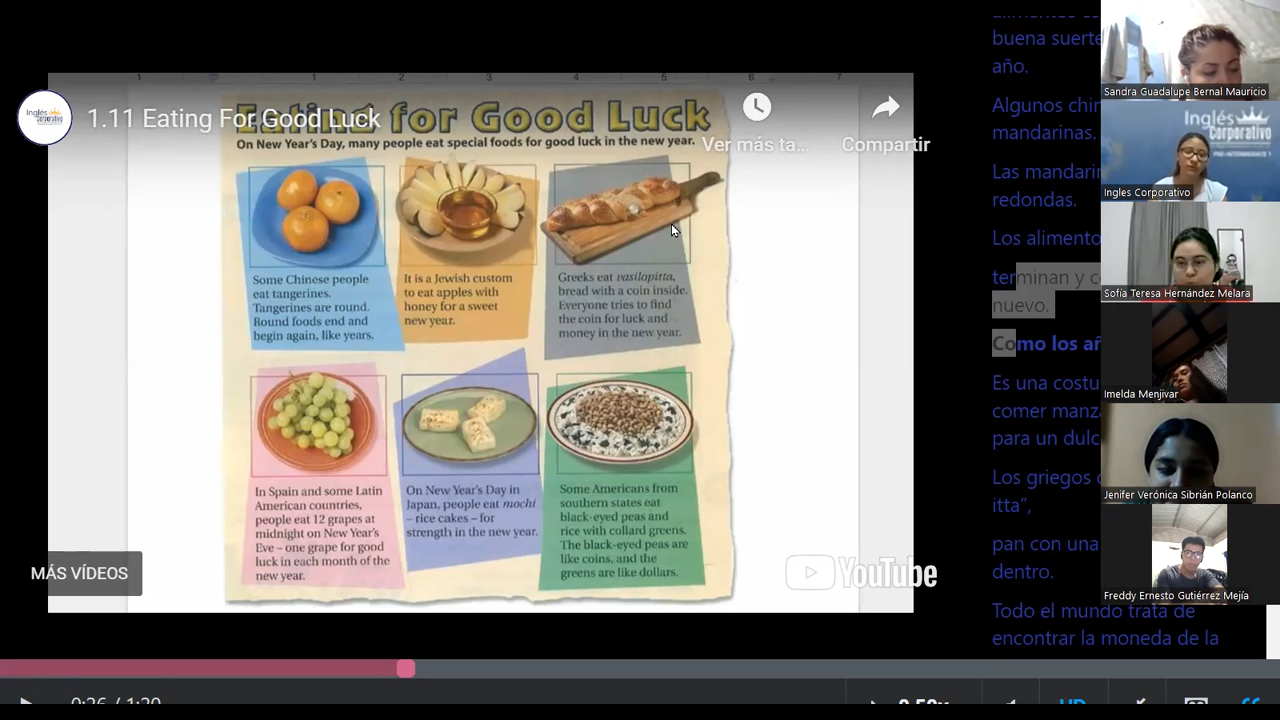 1.11 Eating For Good Luck
Eating for Good Luck
On New Year's Day, many people eat special foods for good luck in the new year.
Ver más ta...
Compartir
Some Chinese people
eat tangerines.
Tangerines are round.
Round foods end and
begin again, like years.
It is a Jewish custom
to eat apples with
honey for a sweet
new year.
Greeks eat vasilopitta,
bread with a coin inside.
Everyone tries to find
the coin for luck and
money in the new year.
In Spain and some Latin
American countries,
people eat 12 grapes at
midnight on New Year's
Eve – one grape for good
luck in each month of the
new year.
On New Year's Day in
Japan, people eat mochi
– rice cakes – for
strength in the new year.
Some Americans from
southern states eat
black-eyed peas and
rice with collard greens.
The black-eyed peas are
like coins, and the
greens are like dollars.
MÁS VÍDEOS
YouTube
0:26 / 1:20
HD
buena suerte
año.
Algunos
mandarinas.
Las
redondas.
Los
terminan y
nuevo.
Como los
Es una
comer
para un dulce
Los griegos
itta",
pan con una
dentro.
Todo el mundo trata de
encontrar la moneda de la
Sandra Guadalupe Bernal Mauricio
Inglés
Corporativo
PRE-INTERMEDIATE 1
Ingles Corporativo
Sofía Teresa Hernández Melara
Imelda Menjivar
Jenifer Verónica Sibrián Polanco
Freddy Ernesto Gutiérrez Mejía